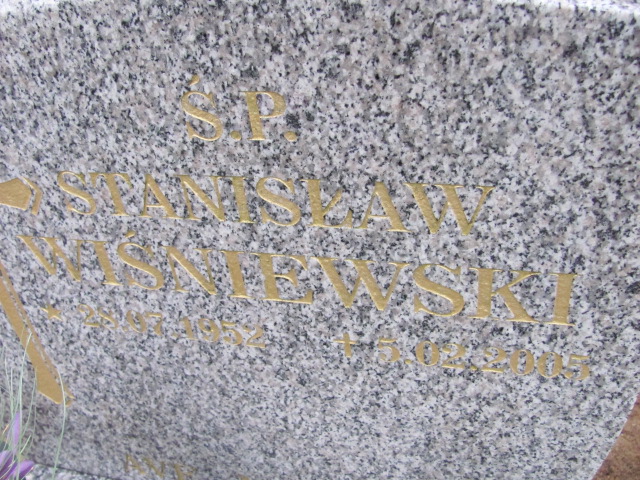 Ś.P.
STANISŁAW
WIŚNIEWSKI
* 28.07.1952 + 5.02.2005